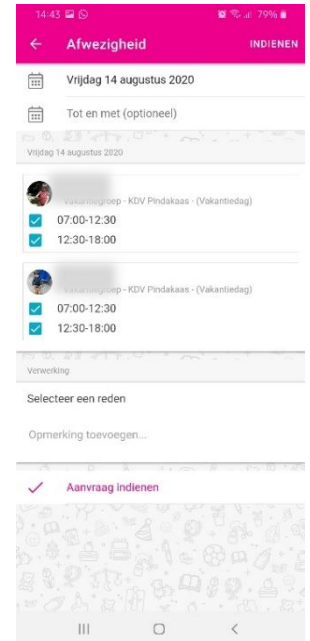 14:43 79%
Afwezigheid INDIENEN
Vrijdag 14 augustus 2020
Tot en met (optioneel)
Vrijdag 14 augustus 2020
Vakantiegroep - KDV Pindakaas - (Vakantiedag)
07:00-12:30
12:30-18:00
Vakantiegroep - KDV Pindakaas - (Vakantiedag)
07:00-12:30
12:30-18:00
Verwerking
Selecteer een reden
Opmerking toevoegen...
Aanvraag indienen